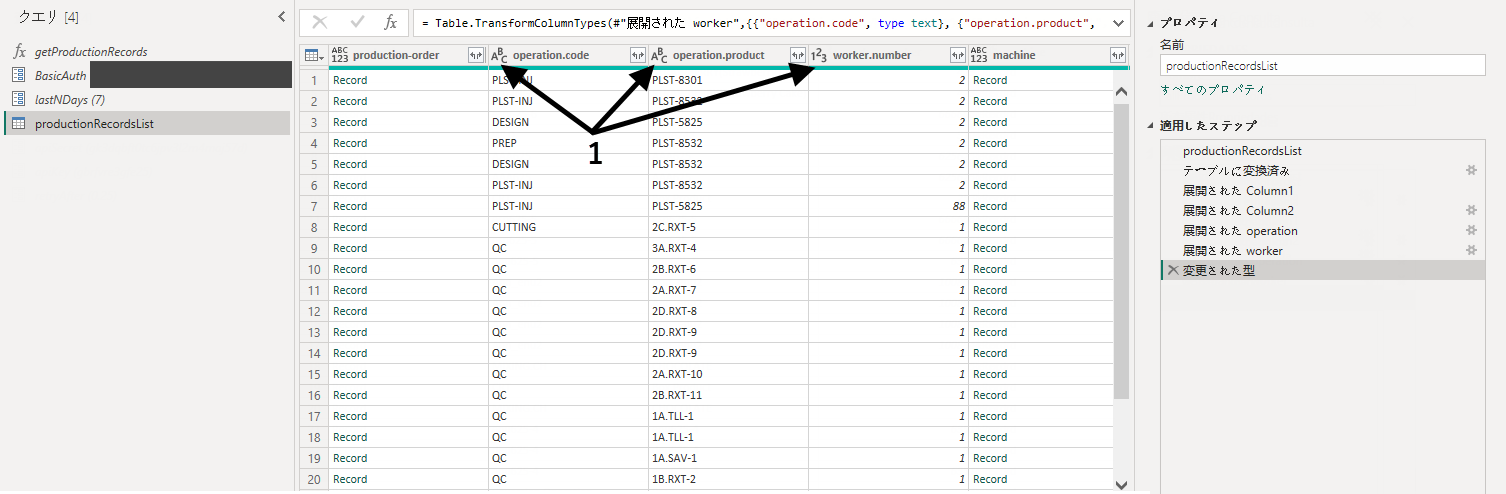 クエリ [4]
getProductionRecords
BasicAuth
lastNDays (7)
productionRecordsList
fx
= Table.TransformColumnTypes(#"展開された worker",{{"operation.code", type text}, {"operation.product",
ABC 123 production-order ABC operation.code ABC operation.product 123 worker.number ABC 123 machine
1 Record PLST-INJ PLST-8301 2 Record
2 Record PLST-INJ PLST-8532 2 Record
3 Record DESIGN PLST-5825 2 Record
4 Record PREP PLST-8532 2 Record
5 Record DESIGN PLST-8532 2 Record
6 Record PLST-INJ PLST-8532 2 Record
7 Record PLST-INJ PLST-5825 88 Record
8 Record CUTTING 2C.RXT-5 1 Record
9 Record QC 3A.RXT-4 1 Record
10 Record QC 2B.RXT-6 1 Record
11 Record QC 2A.RXT-7 1 Record
12 Record QC 2D.RXT-8 1 Record
13 Record QC 2D.RXT-9 1 Record
14 Record QC 2D.RXT-9 1 Record
15 Record QC 2A.RXT-10 1 Record
16 Record QC 2B.RXT-11 1 Record
17 Record QC 1A.TLL-1 1 Record
18 Record QC 1A.TLL-1 1 Record
19 Record QC 1A.SAV-1 1 Record
20 Record QC 1B.RXT-2 1 Record
1
プロパティ
名前
productionRecordsList
すべてのプロパティ
適用したステップ
productionRecordsList
テーブルに変換済み
展開された Column1
展開された Column2
展開された operation
展開された worker
変更された型